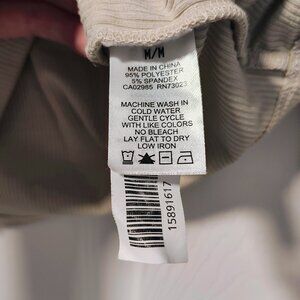 M/M
MADE IN CHINA
95% POLYESTER
5% SPANDEX
CA02985 RN73023
MACHINE WASH IN
COLD WATER
GENTLE CYCLE
WITH LIKE COLORS
NO BLEACH
LAY FLAT TO DRY
LOW IRON
15891617